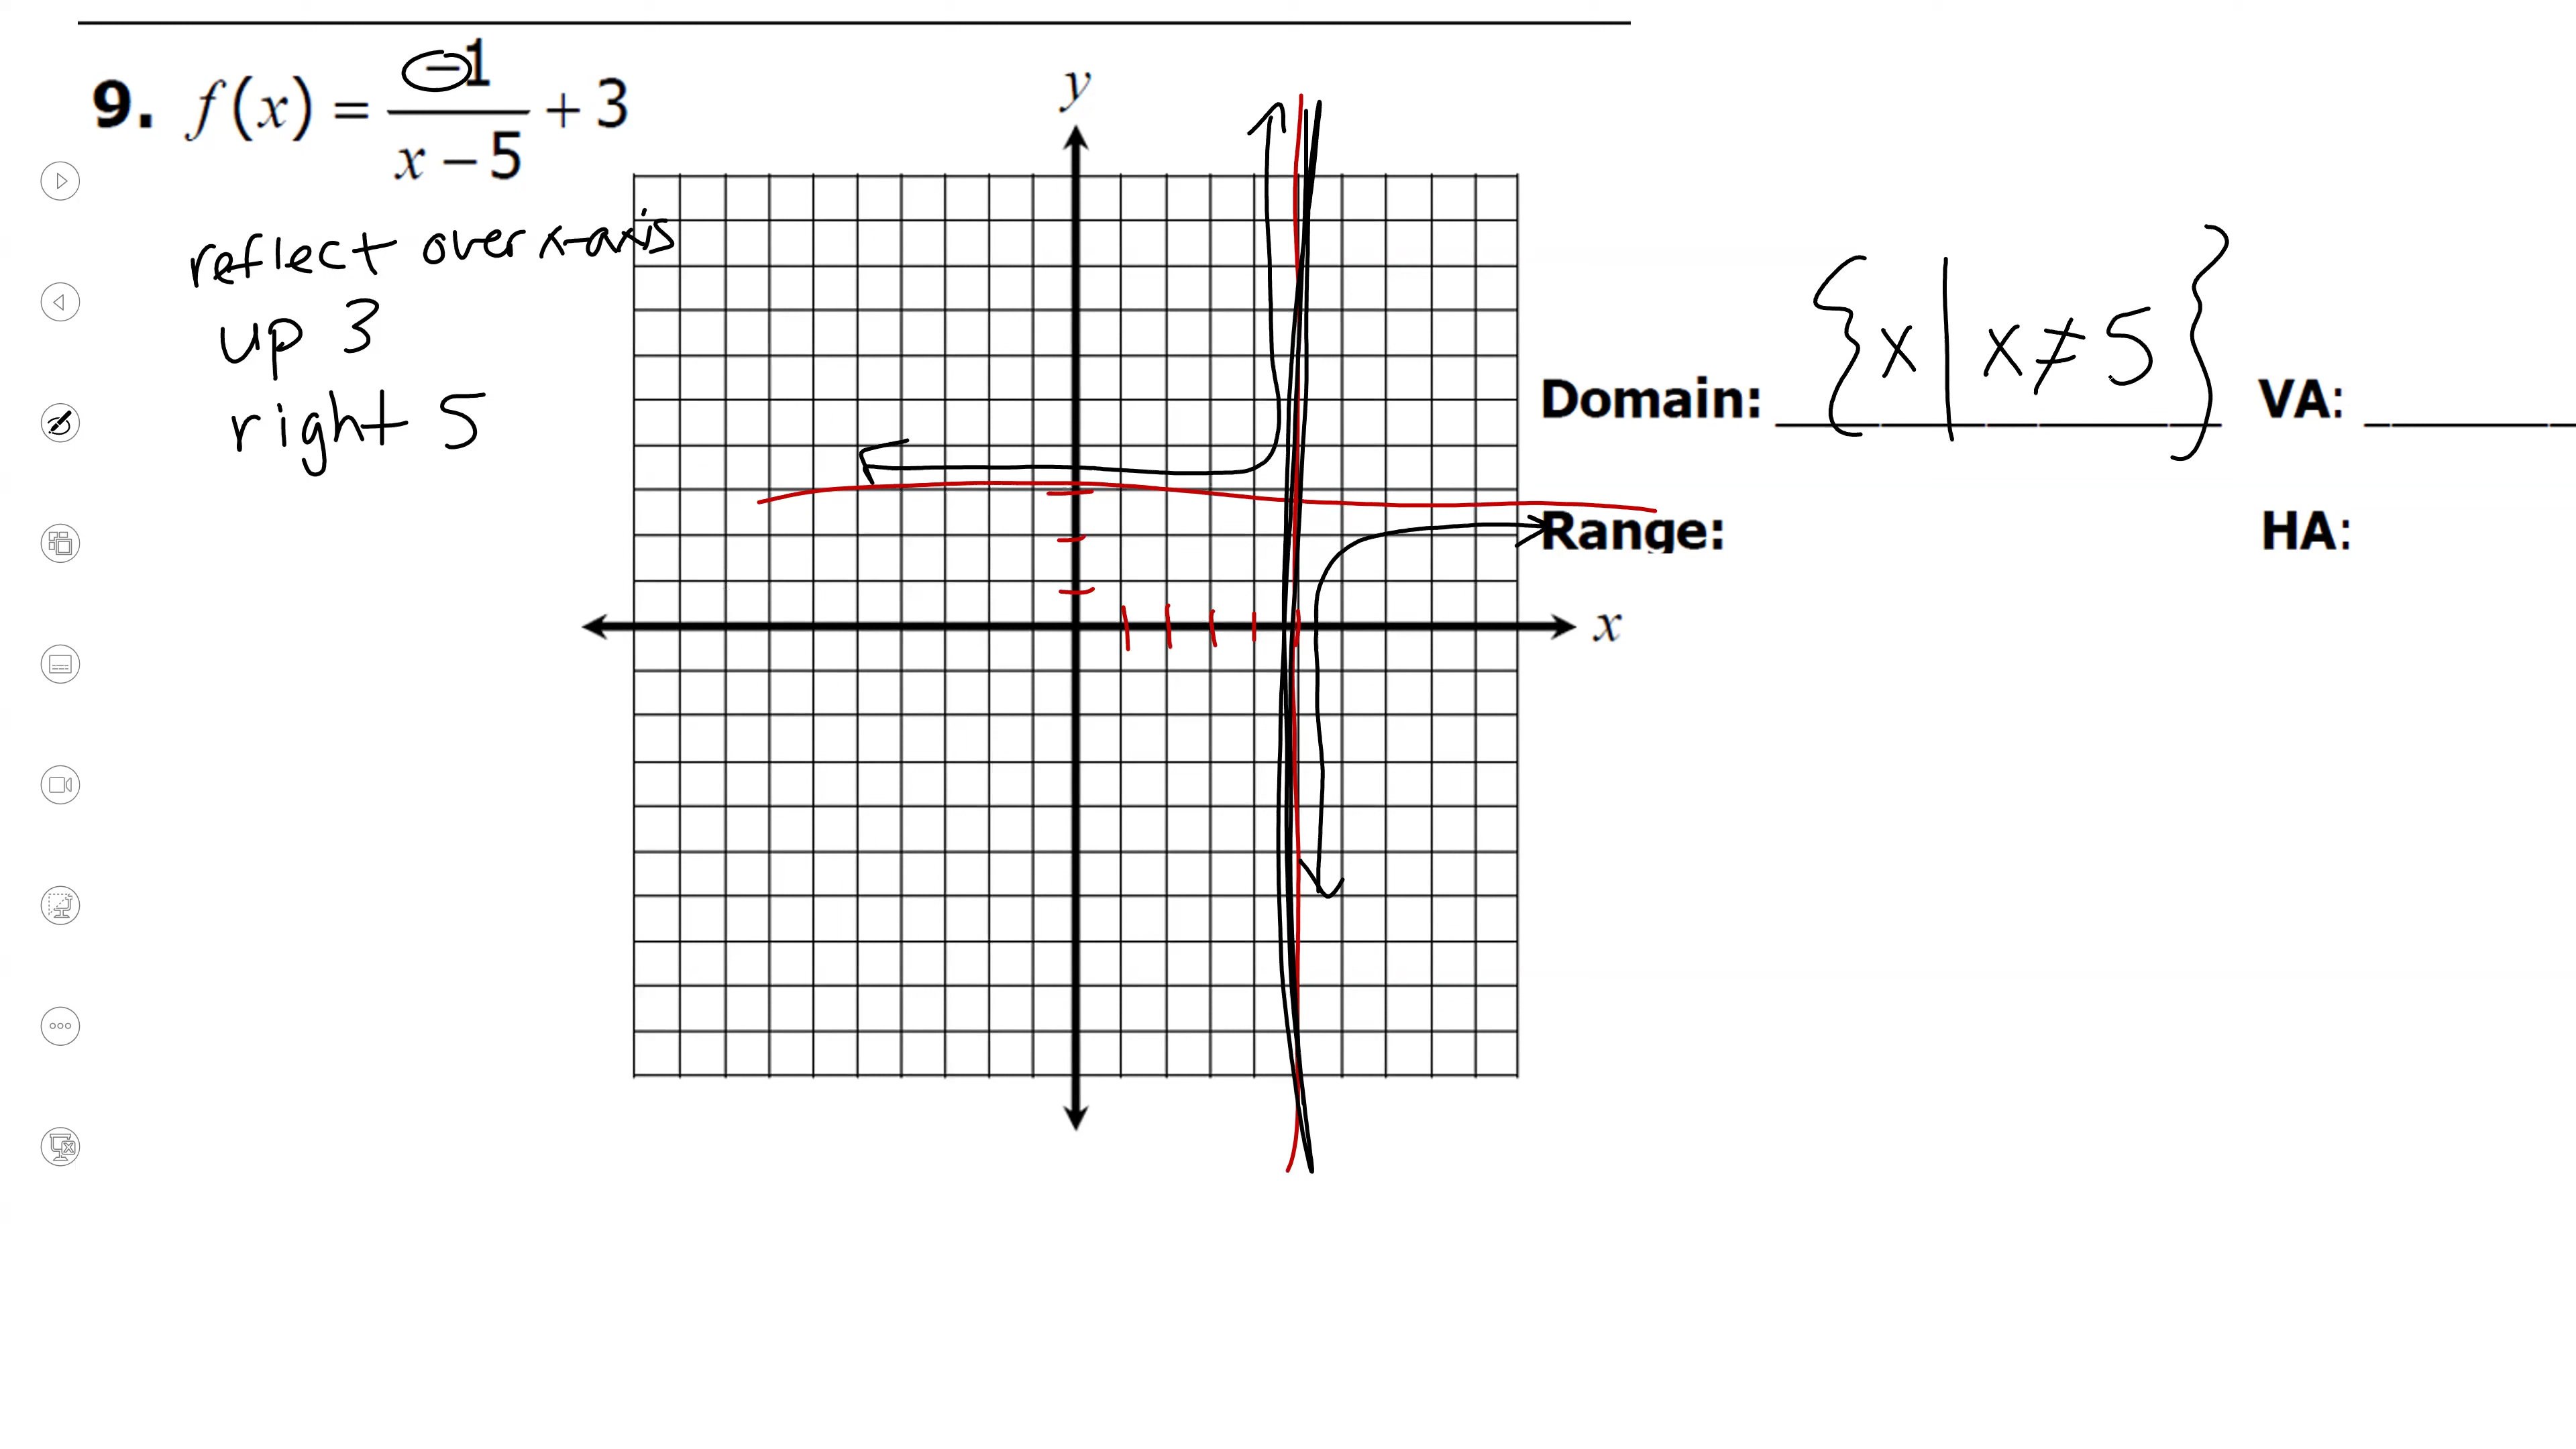 9. f(x) = −1/(x − 5) + 3
y
reflect over x-axis
up 3
right 5
Domain: {x | x ≠ 5} VA: 
Range: HA:
x